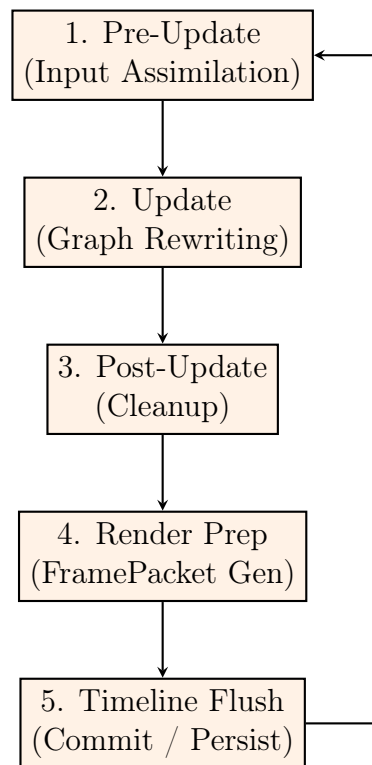 1. Pre-Update
(Input Assimilation)
2. Update
(Graph Rewriting)
3. Post-Update
(Cleanup)
4. Render Prep
(FramePacket Gen)
5. Timeline Flush
(Commit / Persist)